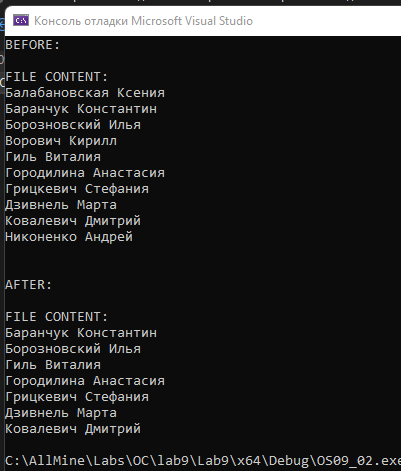 Консоль отладки Microsoft Visual Studio
BEFORE:
FILE CONTENT:
Балабановская Ксения
Баранчук Константин
Борозновский Илья
Ворович Кирилл
Гиль Виталия
Городилина Анастасия
Грицкевич Стефания
Дзивнель Марта
Ковалевич Дмитрий
Никоненко Андрей
AFTER:
FILE CONTENT:
Баранчук Константин
Борозновский Илья
Гиль Виталия
Городилина Анастасия
Грицкевич Стефания
Дзивнель Марта
Ковалевич Дмитрий
C:\AllMine\Labs\ОС\lab9\Lab9\x64\Debug\OS09_02.exe